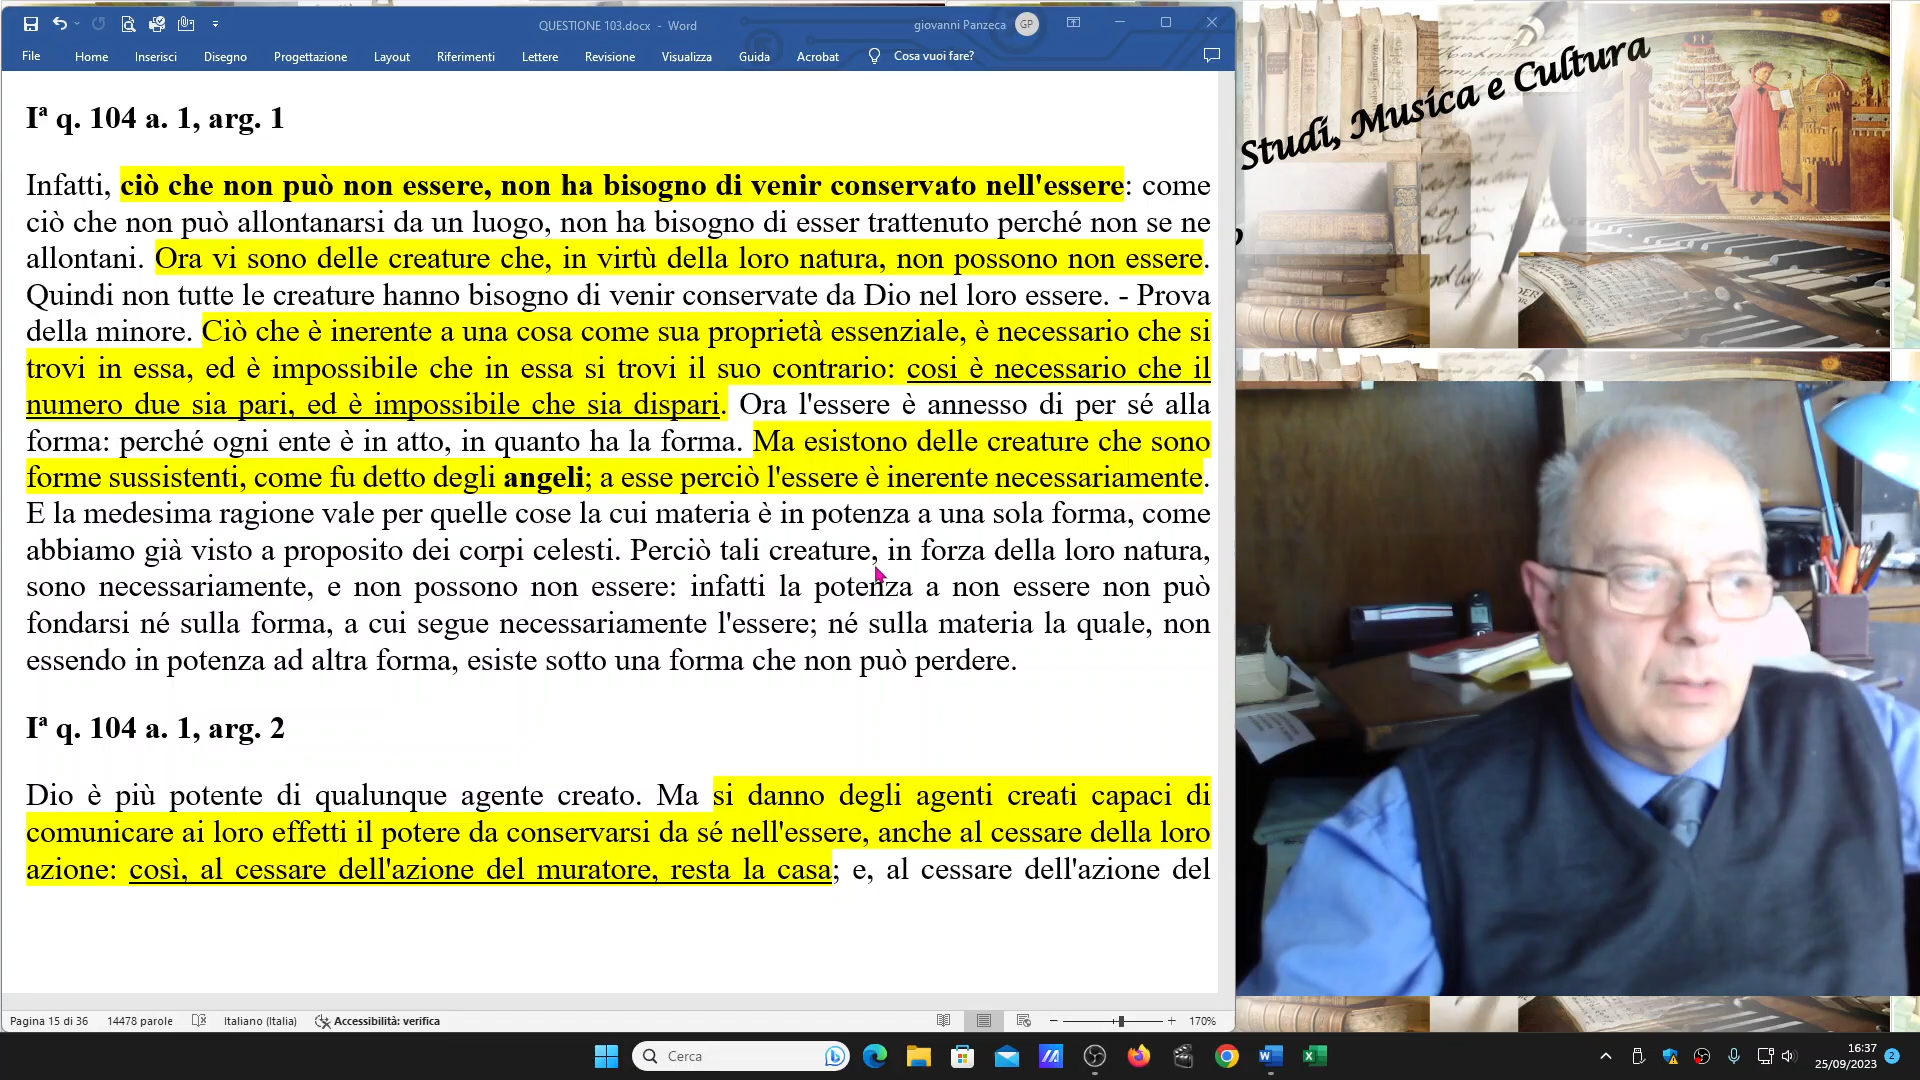 QUESTIONE 103.docx - Word
giovanni Panzeca GP
File Home Inserisci Disegno Progettazione Layout Riferimenti Lettere Revisione Visualizza Guida Acrobat Cosa vuoi fare?
Studi, Musica e Cultura
Iª q. 104 a. 1, arg. 1
Infatti, ciò che non può non essere, non ha bisogno di venir conservato nell'essere: come
ciò che non può allontanarsi da un luogo, non ha bisogno di esser trattenuto perché non se ne
allontani. Ora vi sono delle creature che, in virtù della loro natura, non possono non essere.
Quindi non tutte le creature hanno bisogno di venir conservate da Dio nel loro essere. - Prova
della minore. Ciò che è inerente a una cosa come sua proprietà essenziale, è necessario che si
trovi in essa, ed è impossibile che in essa si trovi il suo contrario: cosi è necessario che il
numero due sia pari, ed è impossibile che sia dispari. Ora l'essere è annesso di per sé alla
forma: perché ogni ente è in atto, in quanto ha la forma. Ma esistono delle creature che sono
forme sussistenti, come fu detto degli angeli; a esse perciò l'essere è inerente necessariamente.
E la medesima ragione vale per quelle cose la cui materia è in potenza a una sola forma, come
abbiamo già visto a proposito dei corpi celesti. Perciò tali creature, in forza della loro natura,
sono necessariamente, e non possono non essere: infatti la potenza a non essere non può
fondarsi né sulla forma, a cui segue necessariamente l'essere; né sulla materia la quale, non
essendo in potenza ad altra forma, esiste sotto una forma che non può perdere.
Iª q. 104 a. 1, arg. 2
Dio è più potente di qualunque agente creato. Ma si danno degli agenti creati capaci di
comunicare ai loro effetti il potere da conservarsi da sé nell'essere, anche al cessare della loro
azione: così, al cessare dell'azione del muratore, resta la casa; e, al cessare dell'azione del
Pagina 15 di 36 14478 parole Italiano (Italia) Accessibilità: verifica 170%
Cerca
16:37
25/09/2023
2